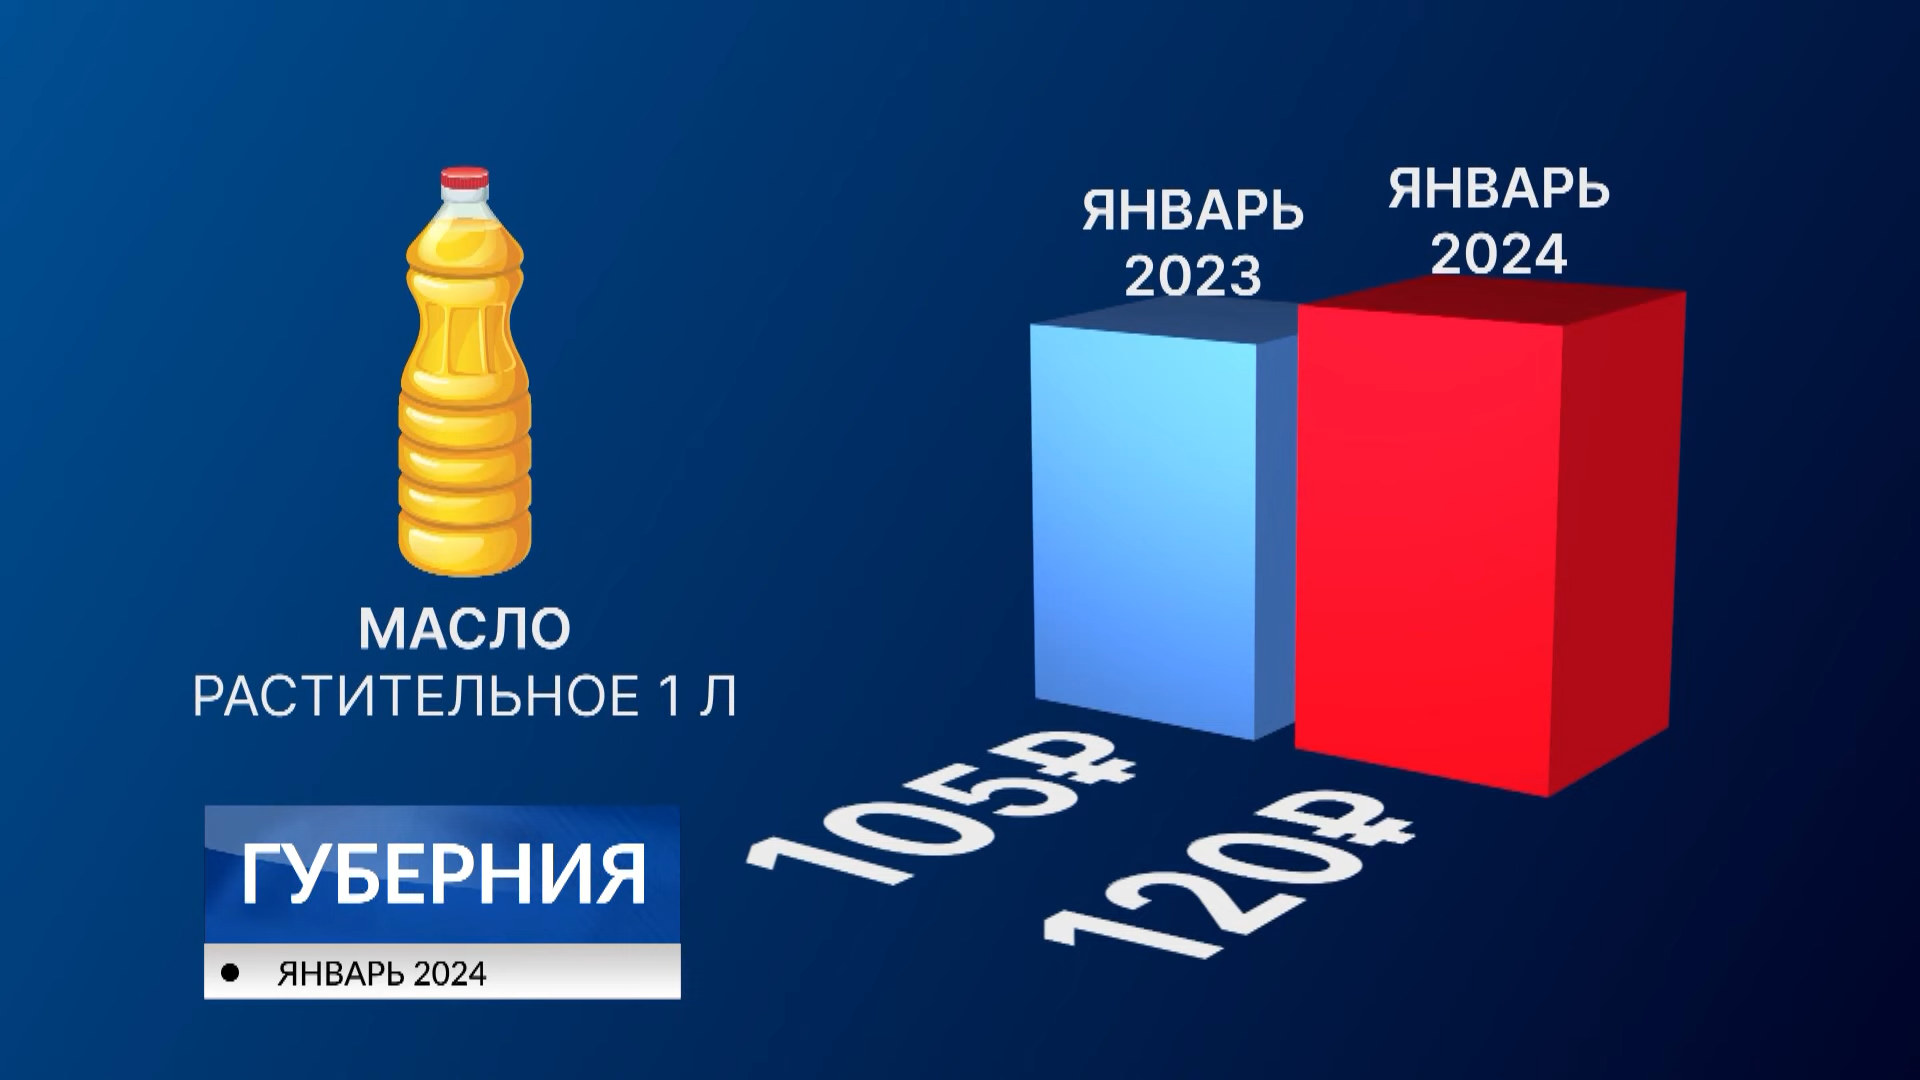 МАСЛО
РАСТИТЕЛЬНОЕ 1 Л
ЯНВАРЬ
2023
ЯНВАРЬ
2024
105₽
120₽
ГУБЕРНИЯ
ЯНВАРЬ 2024